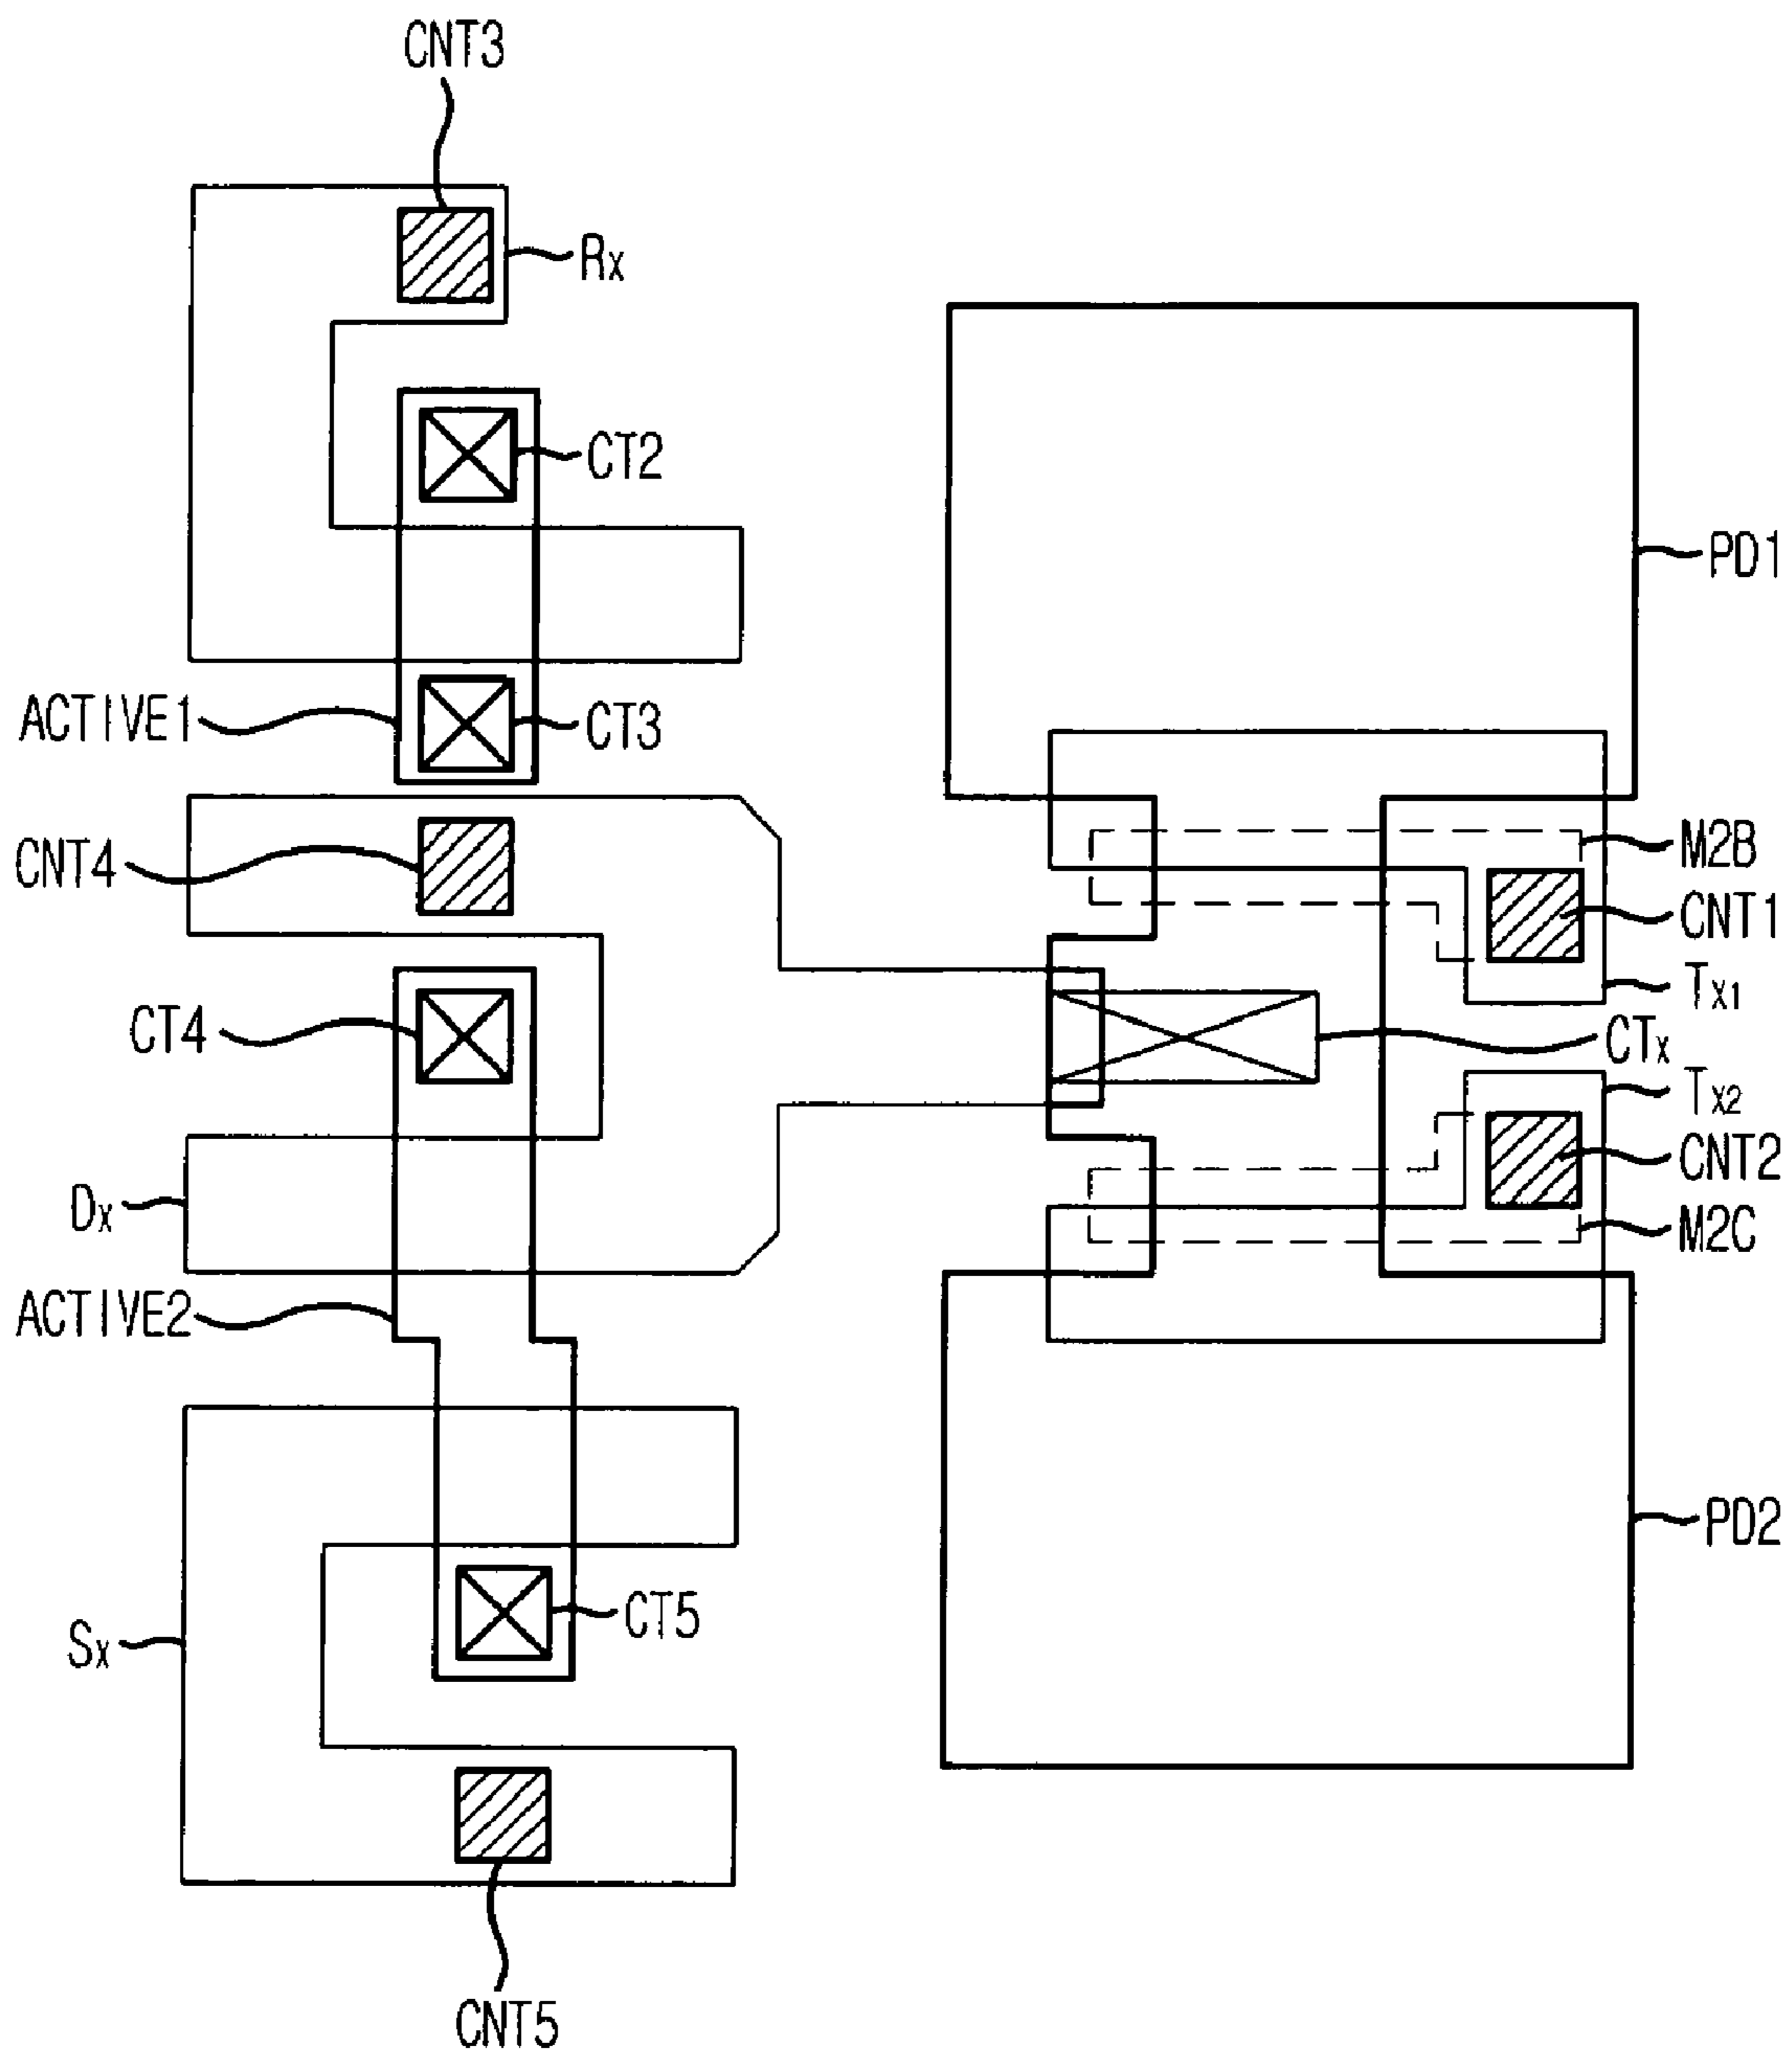 CNT3
Rx
CT2
PD1
ACTIVE1
CT3
M2B
CNT4
CNT1
Tx1
CT4
CTx
Tx2
CNT2
Dx
M2C
ACTIVE2
PD2
CT5
Sx
CNT5